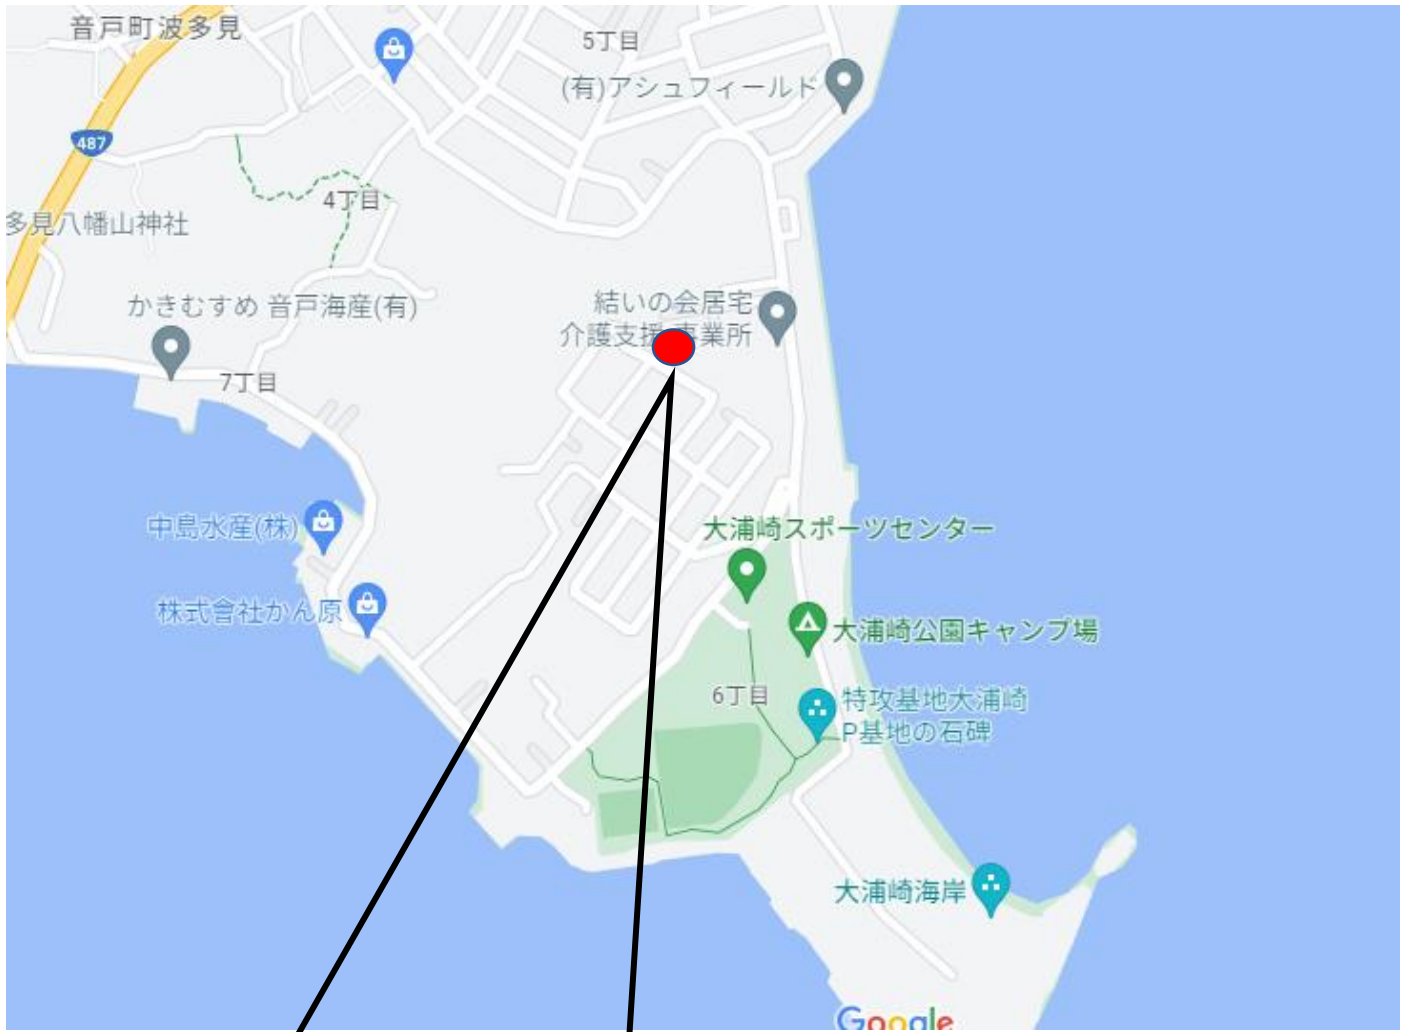 音戸町波多見
5丁目
(有)アシュフィールド
487
4丁目
多見八幡山神社
かきむすめ 音戸海産(有)
結いの会居宅
介護支援 事業所
7丁目
中島水産(株)
大浦崎スポーツセンター
株式會社かん原
大浦崎公園キャンプ場
6丁目
特攻基地大浦崎
P基地の石碑
大浦崎海岸
Google